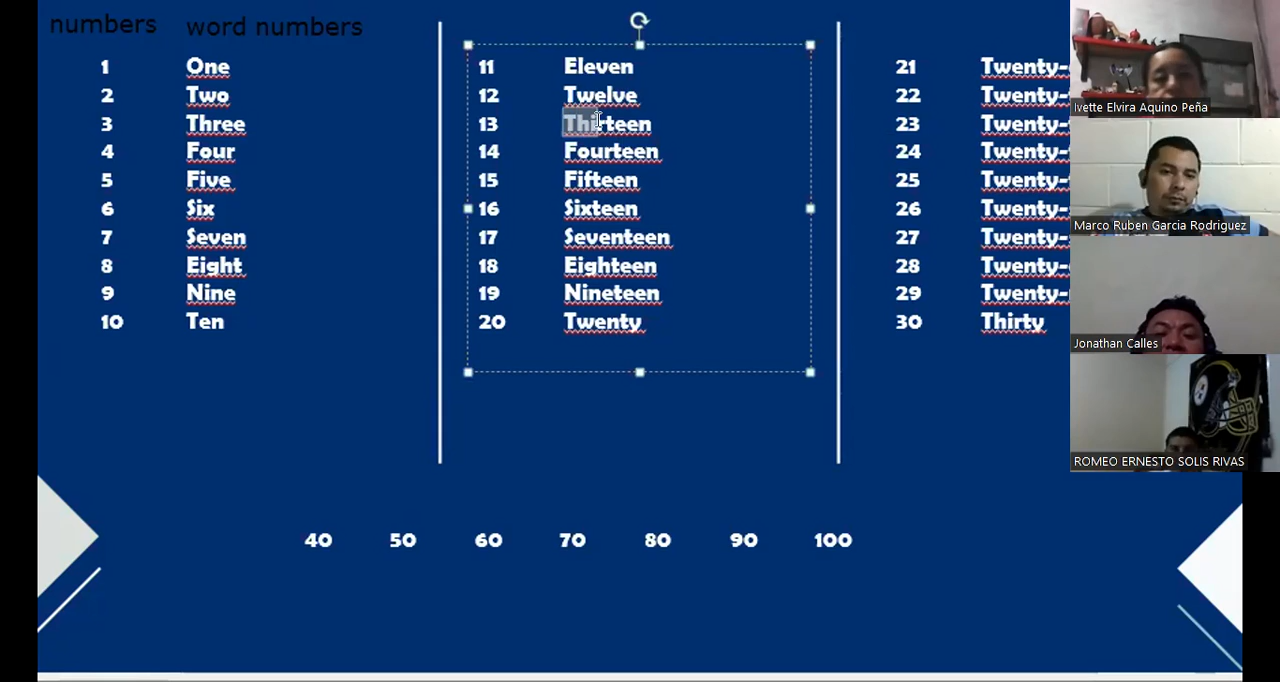 numbers word numbers
1 One
2 Two
3 Three
4 Four
5 Five
6 Six
7 Seven
8 Eight
9 Nine
10 Ten
11 Eleven
12 Twelve
13 Thirteen
14 Fourteen
15 Fifteen
16 Sixteen
17 Seventeen
18 Eighteen
19 Nineteen
20 Twenty
21 Twenty-
22 Twenty-
23 Twenty-
24 Twenty-
25 Twenty-
26 Twenty-
27 Twenty-
28 Twenty-
29 Twenty-
30 Thirty
40 50 60 70 80 90 100
Ivette Elvira Aquino Peña
Marco Ruben Garcia Rodriguez
Jonathan Calles
ROMEO ERNESTO SOLIS RIVAS